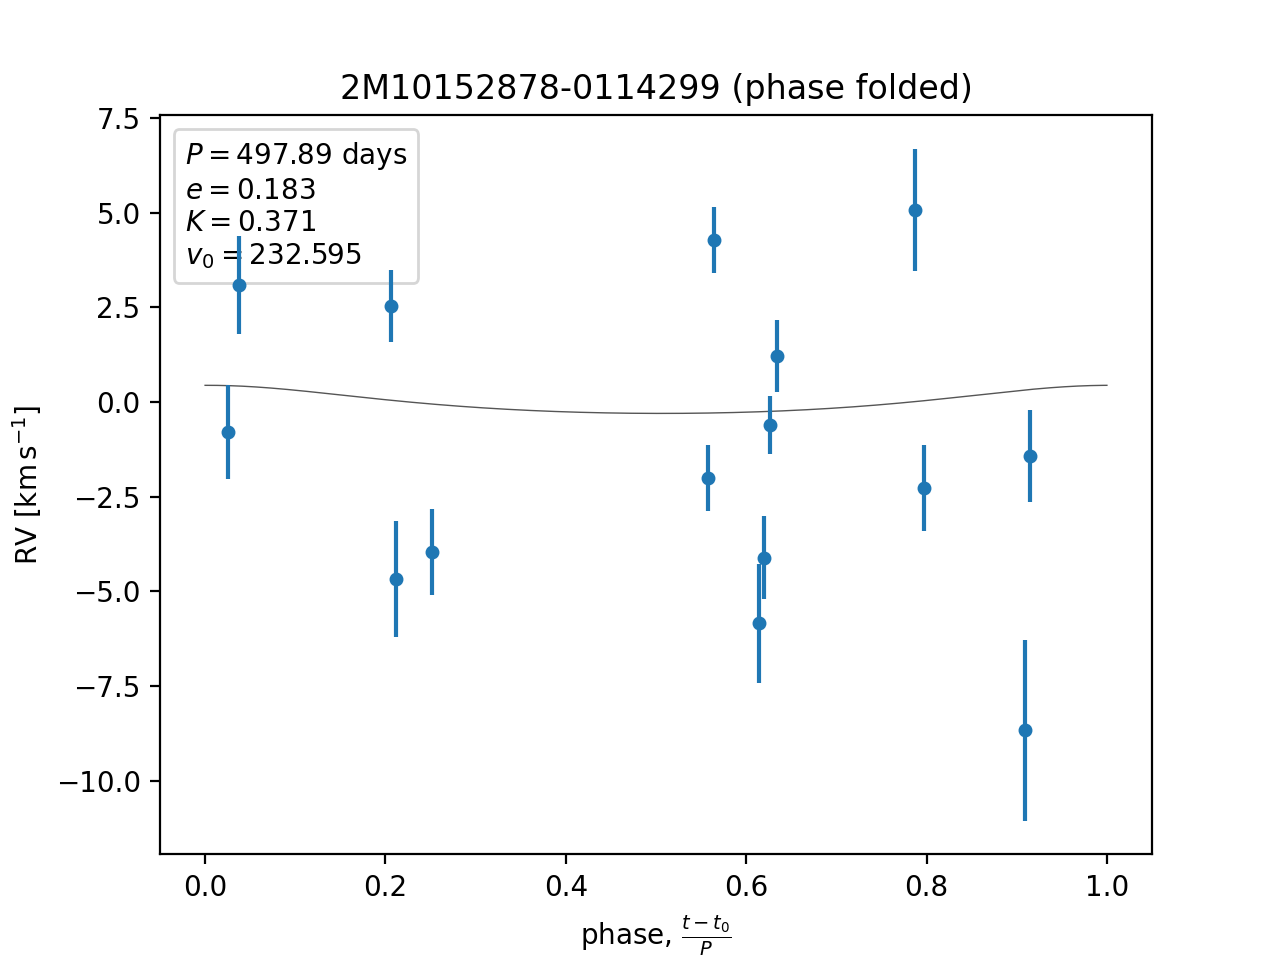 2M10152878-0114299 (phase folded)
P = 497.89 days
e = 0.183
K = 0.371
v₀ = 232.595
7.5
5.0
2.5
0.0
−2.5
−5.0
−7.5
−10.0
RV [km s⁻¹]
0.0 0.2 0.4 0.6 0.8 1.0
phase, (t − t₀)/P